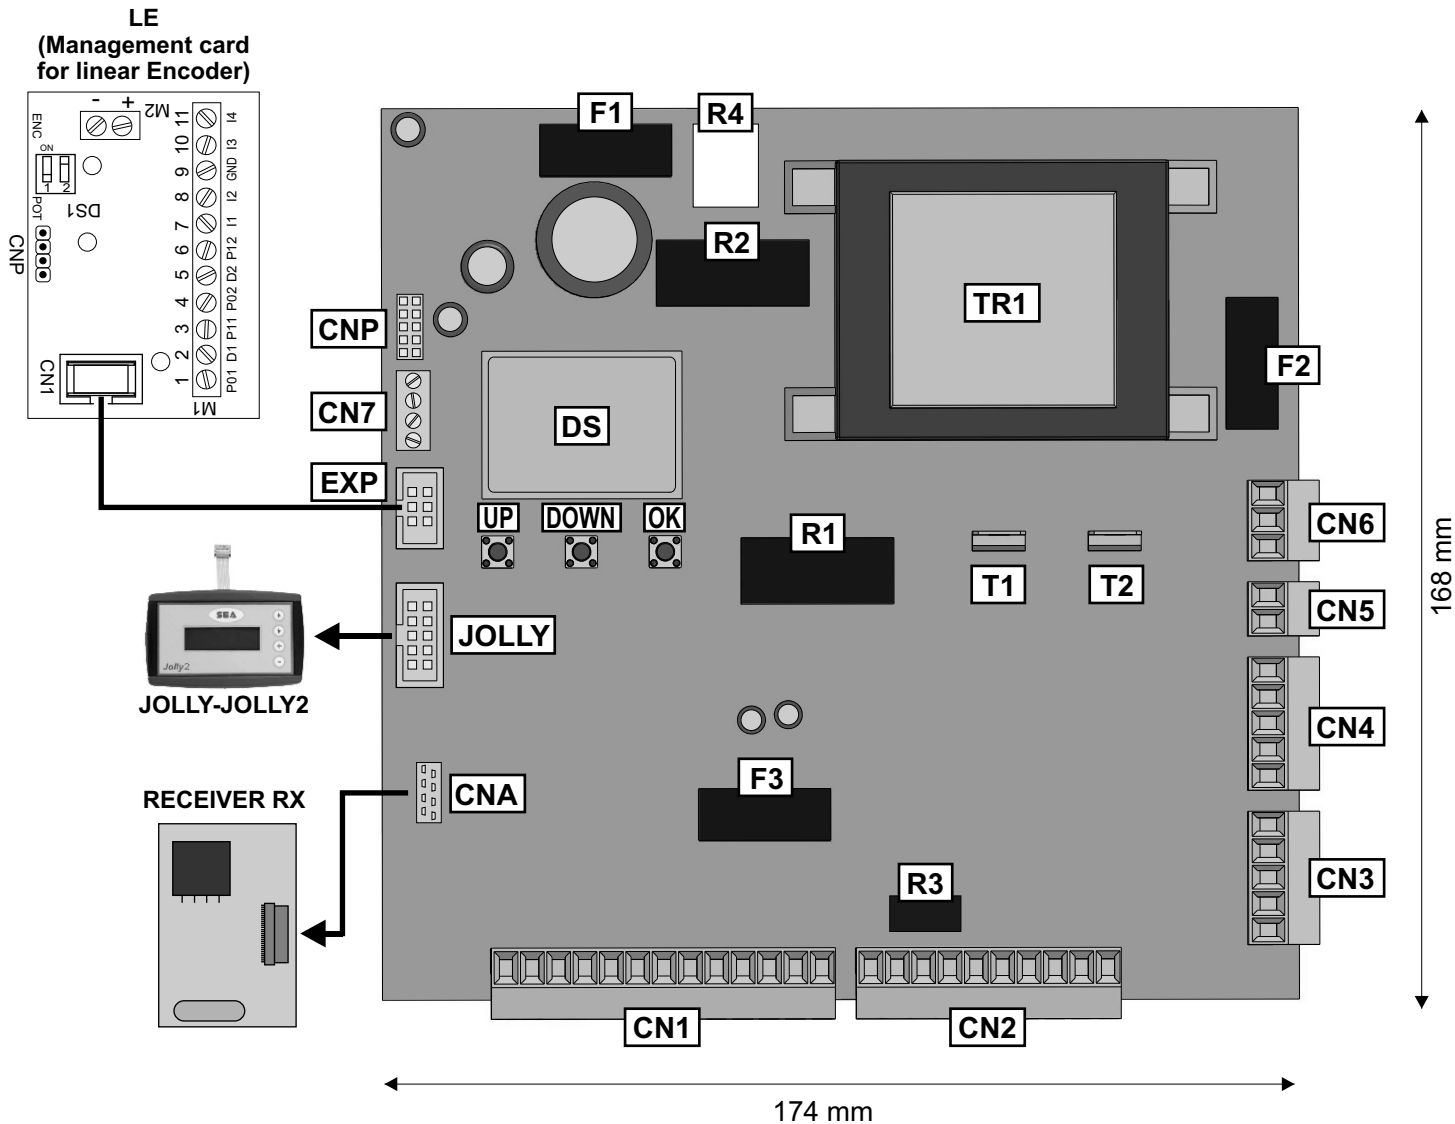 LE
(Management card
for linear Encoder)
- +
M2
ENC
ON
1 2
DS1
POT
CNP
CN1
11 I4
10 I3
9 GND
8 I2
7 I1
6 P12
5 D2
4 P02
3 P11
2 D1
1 P01
M1
F1
R4
R2
TR1
F2
CNP
CN7
DS
EXP
UP DOWN OK
R1
T1
T2
CN6
CN5
CN4
CN3
168 mm
SEA
Jolly2
JOLLY-JOLLY2
JOLLY
RECEIVER RX
CNA
F3
R3
CN1
CN2
174 mm